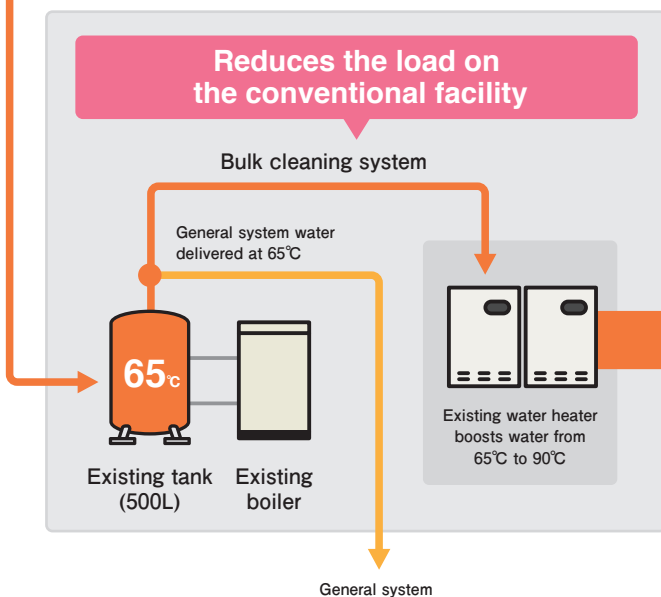 Reduces the load on
the conventional facility
Bulk cleaning system
General system water
delivered at 65℃
65℃
Existing tank
(500L)
Existing
boiler
Existing water heater
boosts water from
65℃ to 90℃
General system